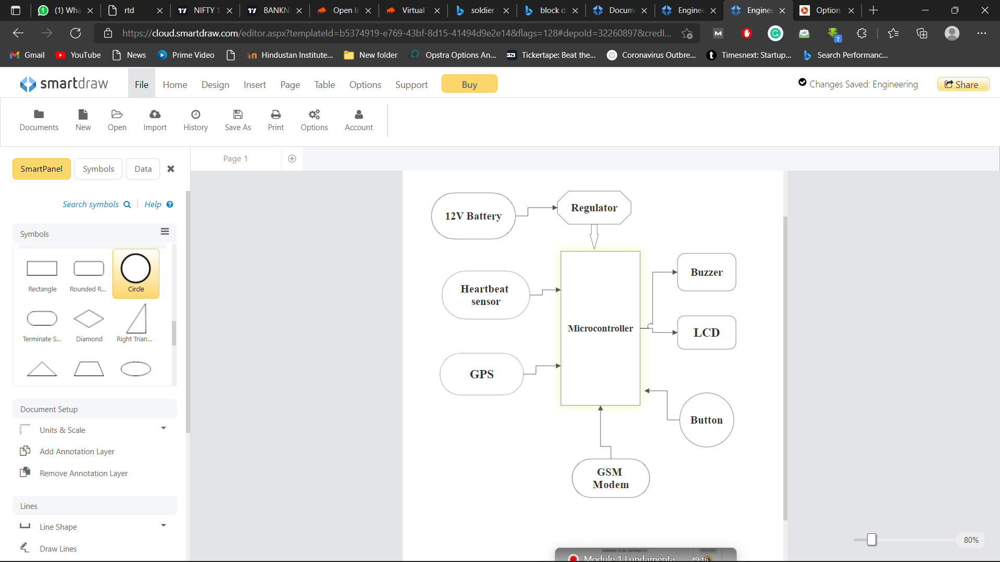 (1) Wha
rtd
NIFTY 1
BANKN
Open In
Virtual
soldier
block di
Docum
Enginee
Enginee
Option
https://cloud.smartdraw.com/editor.aspx?templateId=b5374919-e769-43bf-8d15-41494d9e2e14&flags=128#depoId=32260897&credI...
Gmail
YouTube
News
Prime Video
Hindustan Institute...
New folder
Opstra Options An...
Tickertape: Beat the...
Coronavirus Outbre...
Timesnext: Startup...
Search Performanc...
smartdraw
File
Home
Design
Insert
Page
Table
Options
Support
Buy
Changes Saved: Engineering
Share
Documents
New
Open
Import
History
Save As
Print
Options
Account
SmartPanel
Symbols
Data
Page 1
Search symbols
Help
Symbols
Rectangle
Rounded R...
Circle
Terminate S...
Diamond
Right Trian...
Document Setup
Units & Scale
Add Annotation Layer
Remove Annotation Layer
Lines
Line Shape
Draw Lines
12V Battery
Regulator
Heartbeat
sensor
Microcontroller
Buzzer
LCD
GPS
Button
GSM
Modem
80%
Module 1 Fundamenta
49:16